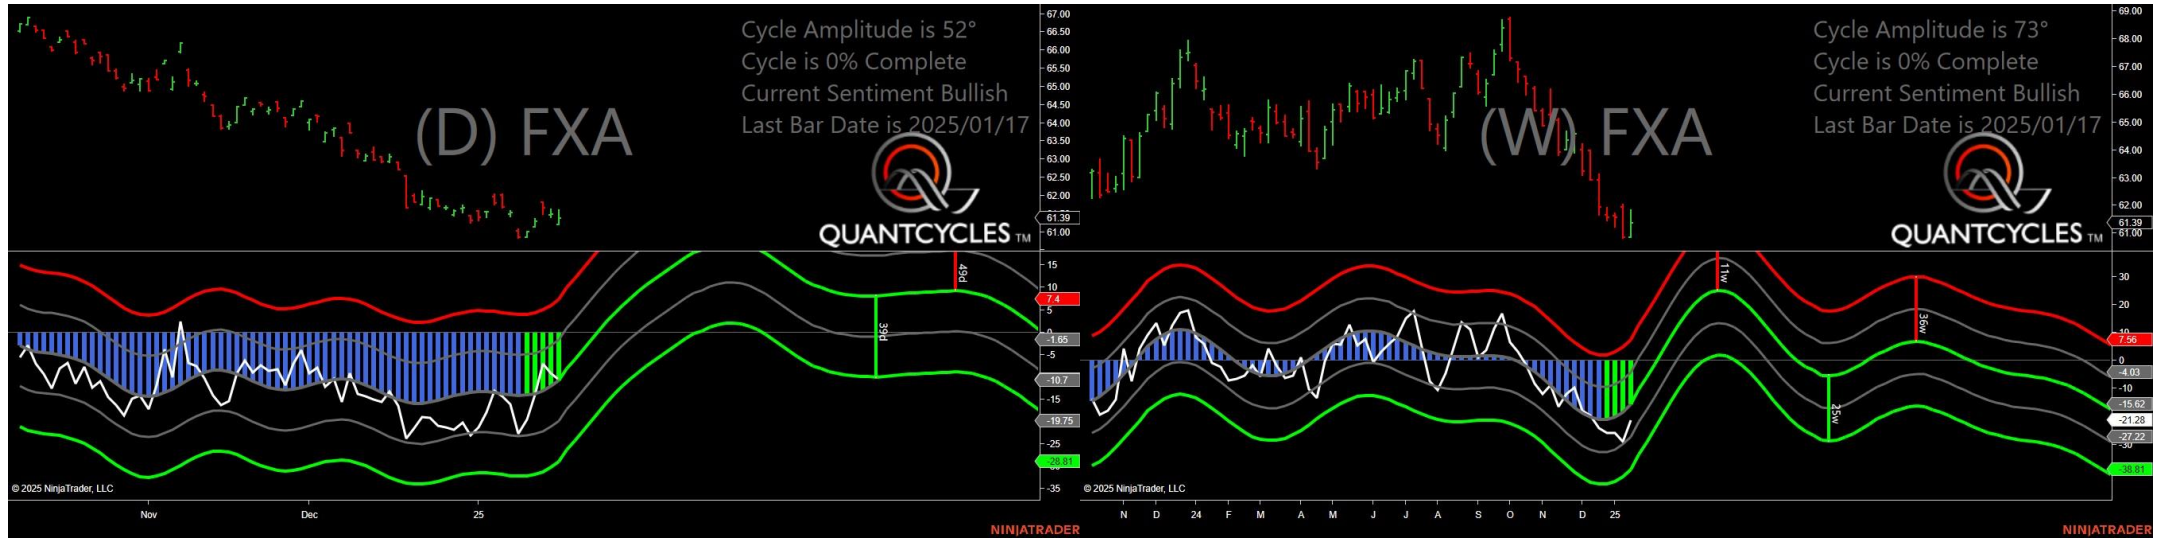 Cycle Amplitude is 52°
Cycle is 0% Complete
Current Sentiment Bullish
Last Bar Date is 2025/01/17
(D) FXA
QUANTCYCLES TM
67.00
66.50
66.00
65.50
65.00
64.50
64.00
63.50
63.00
62.50
62.00
61.39
61.00
49d
39d
15
10
7.4
5
-1.65
-5
-10.7
-15
-19.75
-25
-28.81
-35
© 2025 NinjaTrader, LLC
Nov
Dec
25
NINJATRADER
Cycle Amplitude is 73°
Cycle is 0% Complete
Current Sentiment Bullish
Last Bar Date is 2025/01/17
(W) FXA
QUANTCYCLES TM
69.00
68.00
67.00
66.00
65.00
64.00
63.00
62.00
61.39
61.00
11w
36w
25w
30
20
10
7.56
0
-4.03
-10
-15.62
-21.28
-27.22
-30
-38.81
© 2025 NinjaTrader, LLC
N D 24 F M A M J J A S O N D 25
NINJATRADER